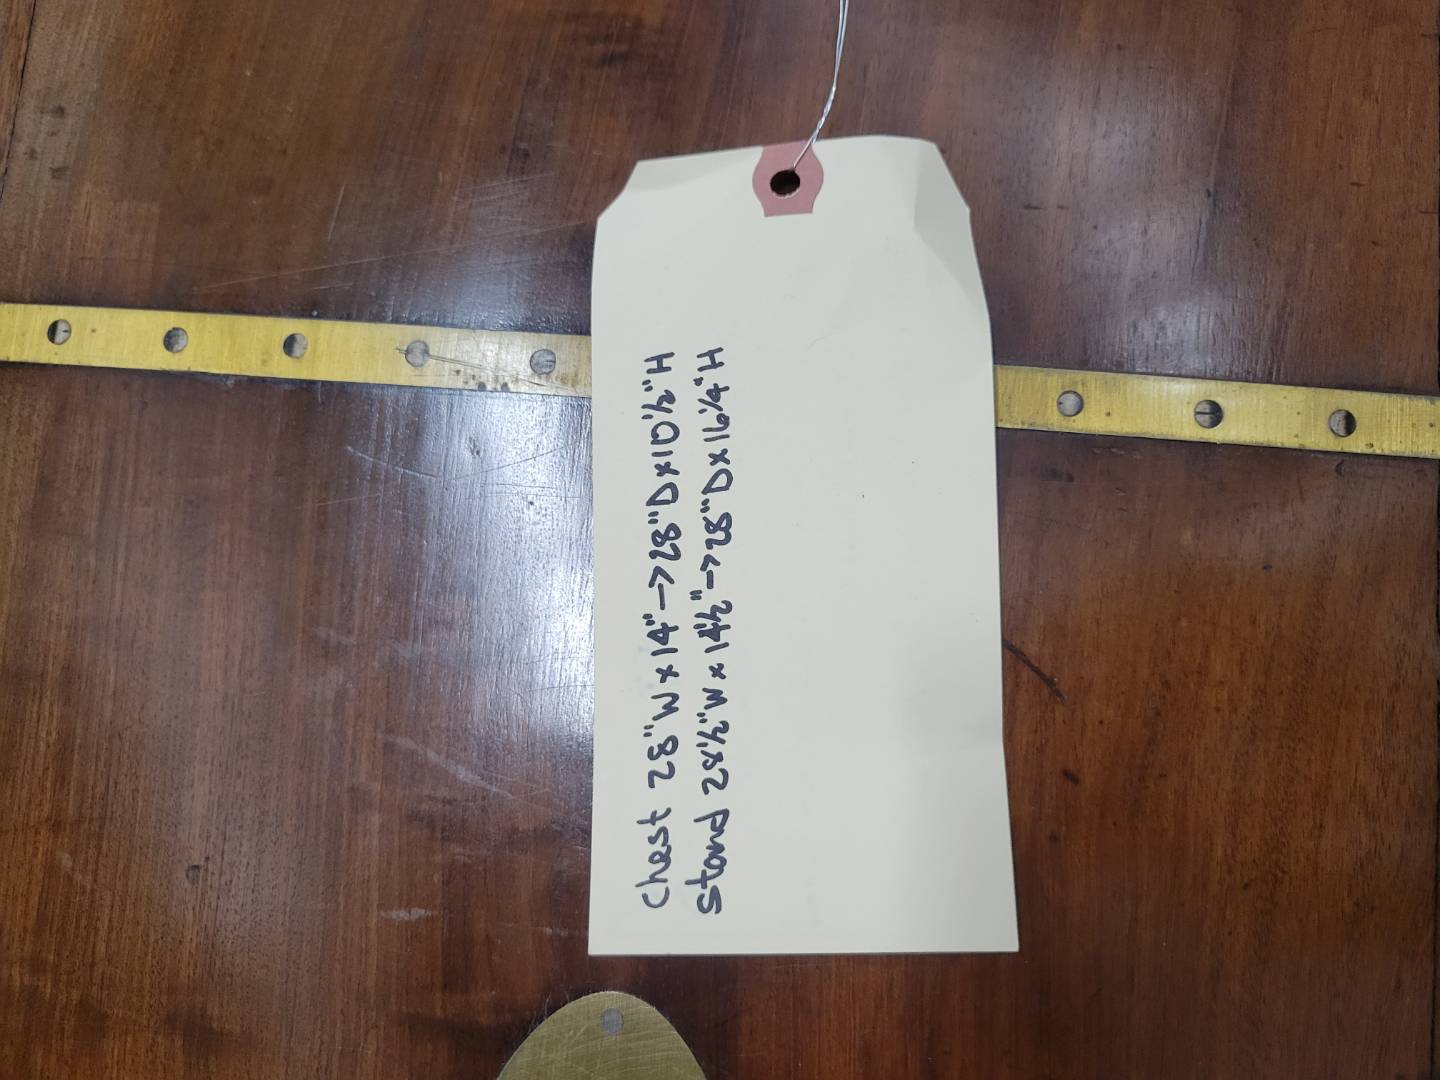 Chest 28"W x 14"->28"D x 10½"H
Stand 28½"W x 14½"->28"D x 16¼"H